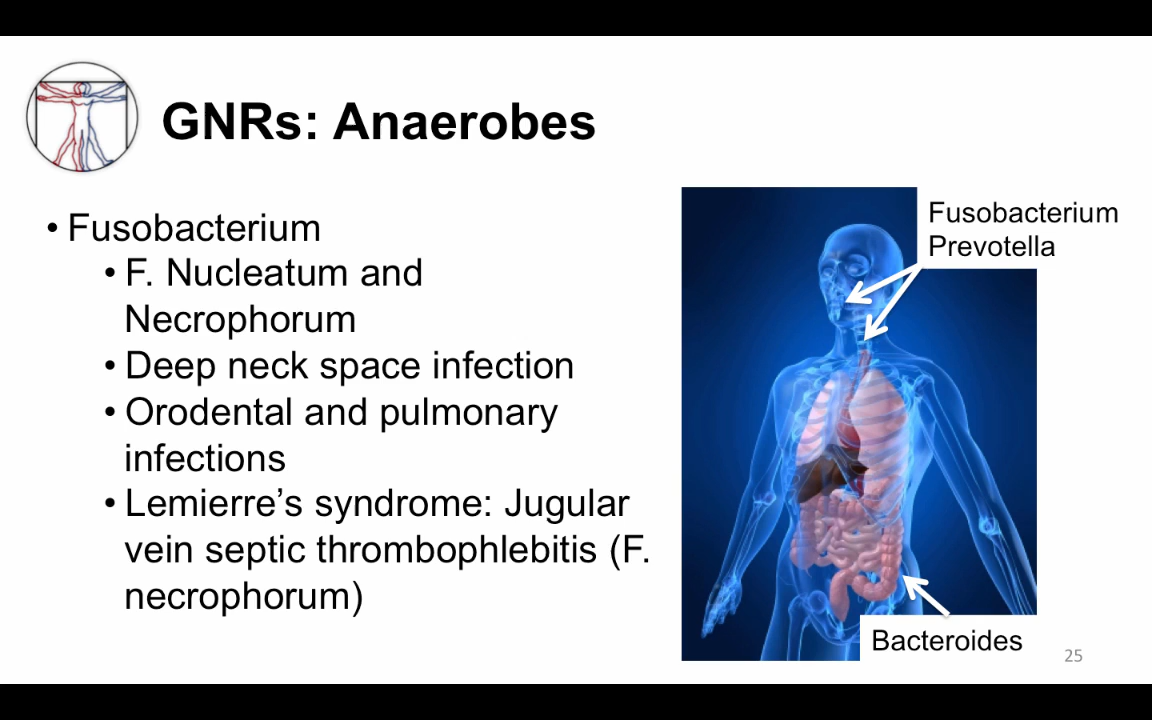 GNRs: Anaerobes
• Fusobacterium
• F. Nucleatum and
Necrophorum
• Deep neck space infection
• Orodental and pulmonary
infections
• Lemierre’s syndrome: Jugular
vein septic thrombophlebitis (F.
necrophorum)
Fusobacterium
Prevotella
Bacteroides
25